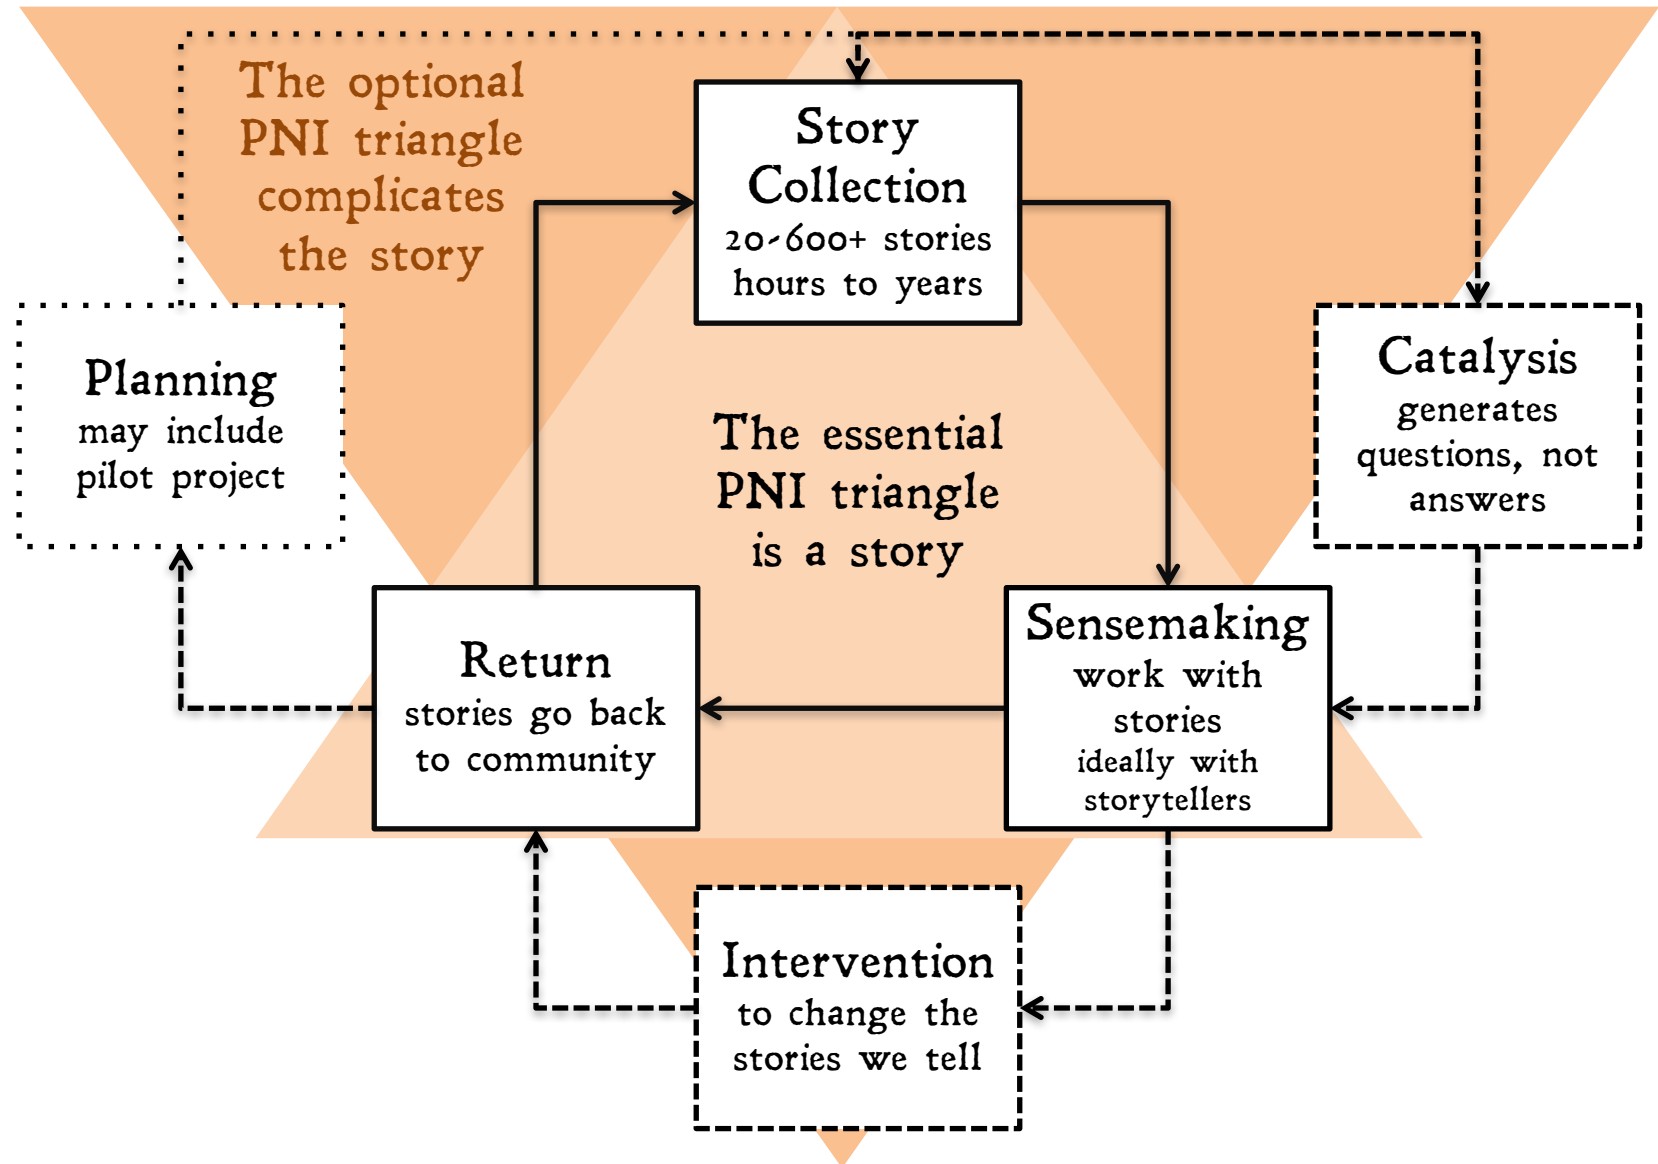 The optional
PNI triangle
complicates
the story
Story
Collection
20-600+ stories
hours to years
Planning
may include
pilot project
Catalysis
generates
questions, not
answers
The essential
PNI triangle
is a story
Return
stories go back
to community
Sensemaking
work with
stories
ideally with
storytellers
Intervention
to change the
stories we tell